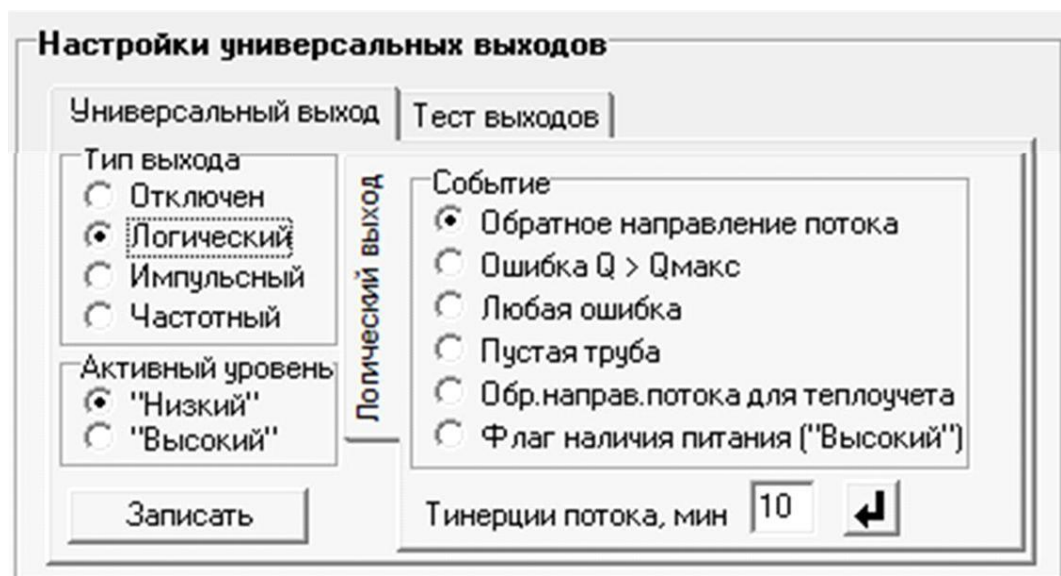 Настройки универсальных выходов
Универсальный выход
Тест выходов
Тип выхода
Отключен
Логический
Импульсный
Частотный
Активный уровень
"Низкий"
"Высокий"
Записать
Логический выход
Событие
Обратное направление потока
Ошибка Q > Qмакс
Любая ошибка
Пустая труба
Обр.направ.потока для теплоучета
Флаг наличия питания ("Высокий")
Тинерции потока, мин
10